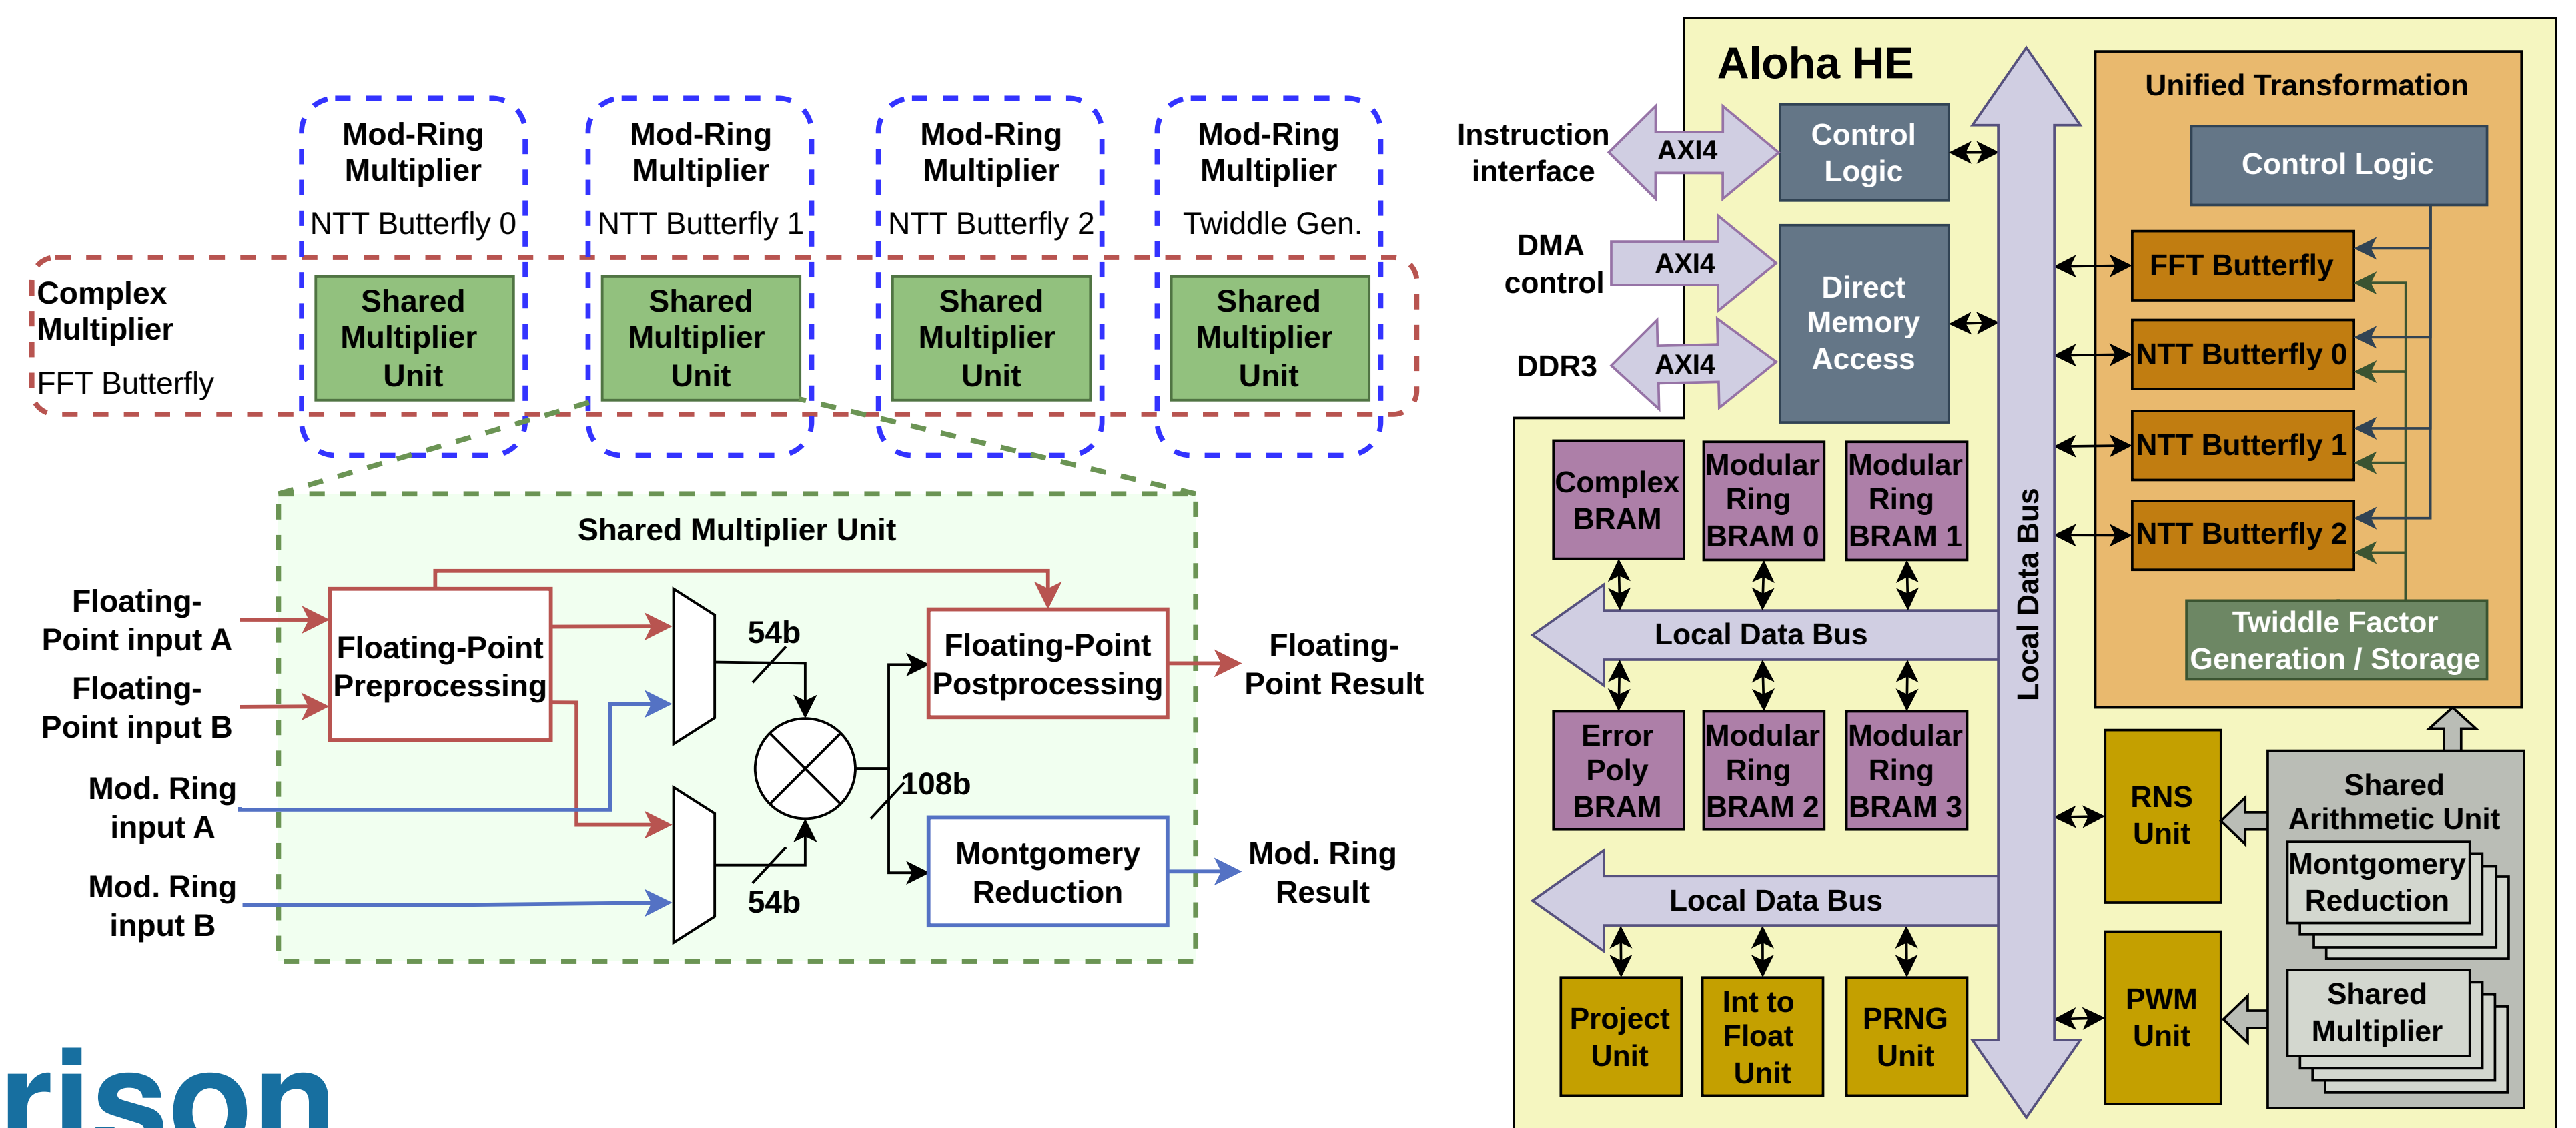 Mod-Ring
Multiplier
NTT Butterfly 0
Mod-Ring
Multiplier
NTT Butterfly 1
Mod-Ring
Multiplier
NTT Butterfly 2
Mod-Ring
Multiplier
Twiddle Gen.
Complex
Multiplier
FFT Butterfly
Shared
Multiplier
Unit
Shared
Multiplier
Unit
Shared
Multiplier
Unit
Shared
Multiplier
Unit
Shared Multiplier Unit
Floating-
Point input A
Floating-
Point input B
Mod. Ring
input A
Mod. Ring
input B
Floating-Point
Preprocessing
54b
54b
108b
Floating-Point
Postprocessing
Montgomery
Reduction
Floating-
Point Result
Mod. Ring
Result
rison
Aloha HE
Instruction
interface
AXI4
Control
Logic
DMA
control
AXI4
DDR3
AXI4
Direct
Memory
Access
Complex
BRAM
Modular
Ring
BRAM 0
Modular
Ring
BRAM 1
Local Data Bus
Error
Poly
BRAM
Modular
Ring
BRAM 2
Modular
Ring
BRAM 3
Local Data Bus
Project
Unit
Int to
Float
Unit
PRNG
Unit
Local Data Bus
Unified Transformation
Control Logic
FFT Butterfly
NTT Butterfly 0
NTT Butterfly 1
NTT Butterfly 2
Twiddle Factor
Generation / Storage
RNS
Unit
PWM
Unit
Shared
Arithmetic Unit
Montgomery
Reduction
Shared
Multiplier